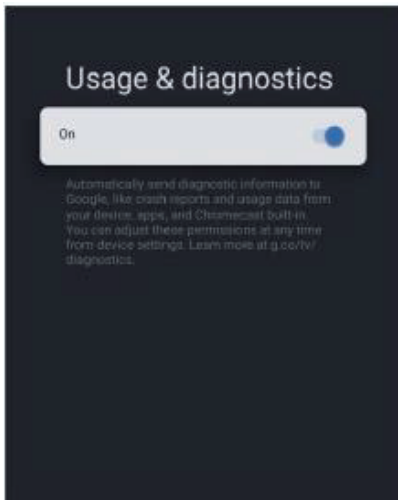 Usage & diagnostics
On
Automatically send diagnostic information to
Google, like crash reports and usage data from
your device, apps, and Chromecast built-in.
You can adjust these permissions at any time
from device settings. Learn more at g.co/tv/
diagnostics.